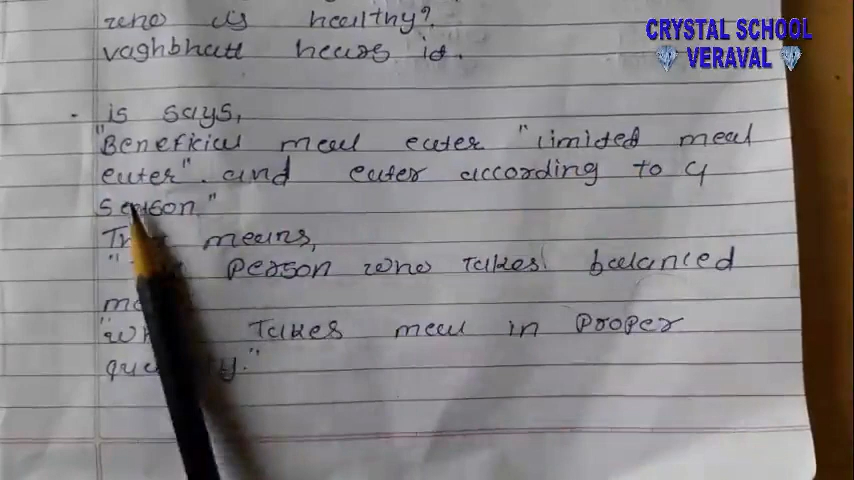 who is healthy?
vaghbhatt hears it.
CRYSTAL SCHOOL
VERAVAL
is says,
"Beneficial meal eater "limited meal
eater". and eater according to 4
season."
means,
" person who takes balanced
"Wh takes meal in proper